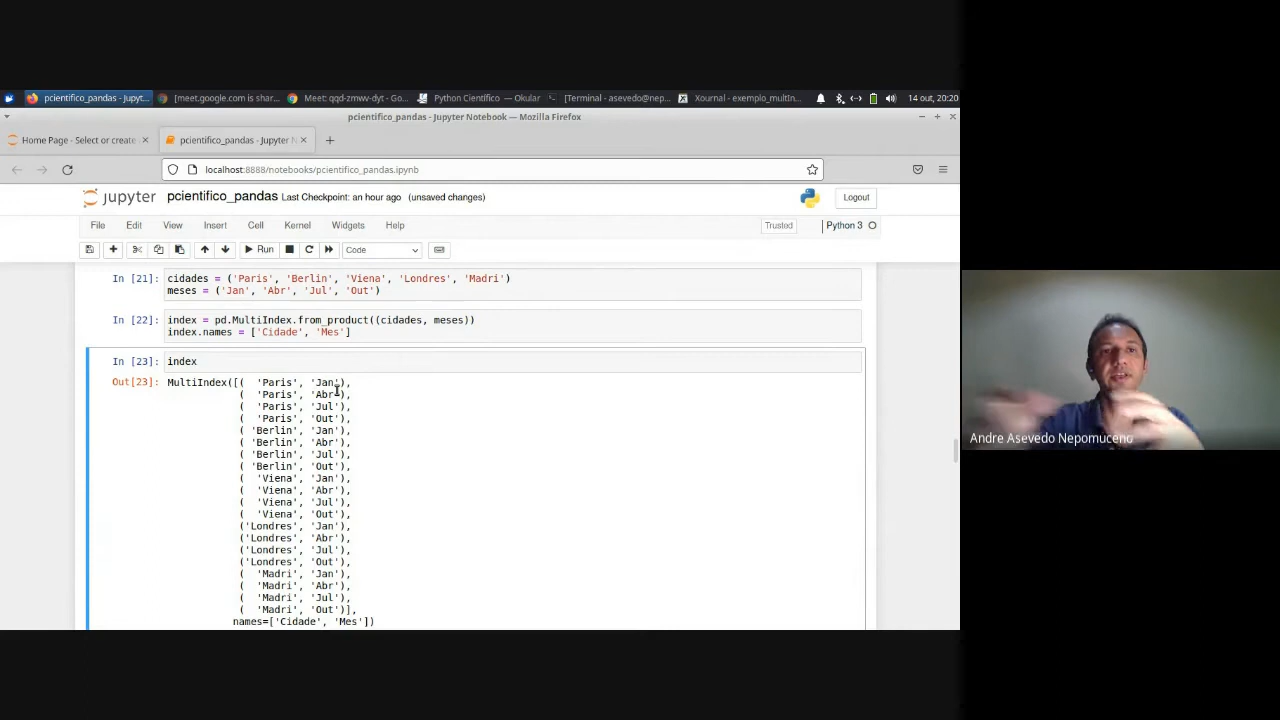 pcientifico_pandas - Jupyt...
[meet.google.com is shar...
Meet: qqd-zmww-dyt - Go...
Python Científico — Okular
[Terminal - asevedo@nep...
Xournal - exemplo_multIn...
14 out, 20:20
pcientifico_pandas - Jupyter Notebook — Mozilla Firefox
Home Page - Select or create
pcientifico_pandas - Jupyter N
localhost:8888/notebooks/pcientifico_pandas.ipynb
jupyter pcientifico_pandas Last Checkpoint: an hour ago (unsaved changes)
Logout
File Edit View Insert Cell Kernel Widgets Help
Trusted
Python 3
Run
Code
In [21]: cidades = ('Paris', 'Berlin', 'Viena', 'Londres', 'Madri')
meses = ('Jan', 'Abr', 'Jul', 'Out')
In [22]: index = pd.MultiIndex.from_product((cidades, meses))
index.names = ['Cidade', 'Mes']
In [23]: index
Out[23]: MultiIndex([(  'Paris', 'Jan'),
(  'Paris', 'Abr'),
(  'Paris', 'Jul'),
(  'Paris', 'Out'),
( 'Berlin', 'Jan'),
( 'Berlin', 'Abr'),
( 'Berlin', 'Jul'),
( 'Berlin', 'Out'),
(  'Viena', 'Jan'),
(  'Viena', 'Abr'),
(  'Viena', 'Jul'),
(  'Viena', 'Out'),
('Londres', 'Jan'),
('Londres', 'Abr'),
('Londres', 'Jul'),
('Londres', 'Out'),
(  'Madri', 'Jan'),
(  'Madri', 'Abr'),
(  'Madri', 'Jul'),
(  'Madri', 'Out')],
names=['Cidade', 'Mes'])
Andre Asevedo Nepomuceno